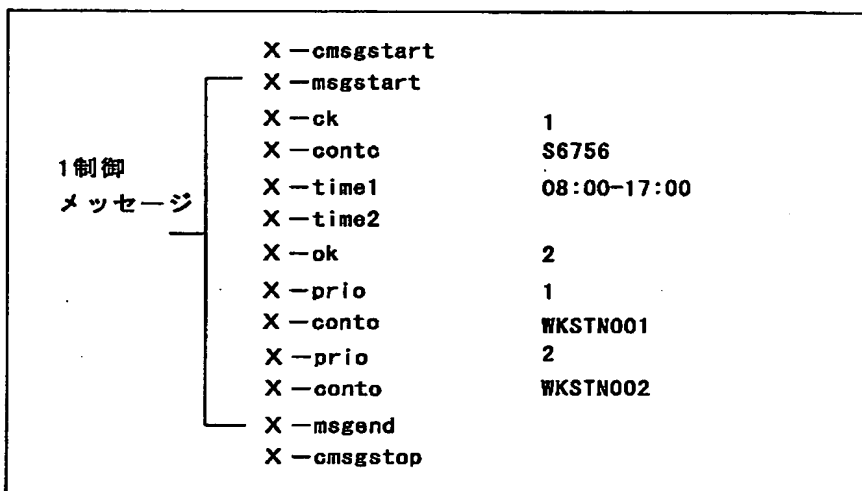 X —cmsgstart
X —msgstart
X —ck 1
X —contc S6756
1制御
メッセージ
X —time1 08:00-17:00
X —time2
X —ok 2
X —prio 1
X —contc WKSTN001
X —prio 2
X —conto WKSTN002
X —msgend
X —cmsgstop